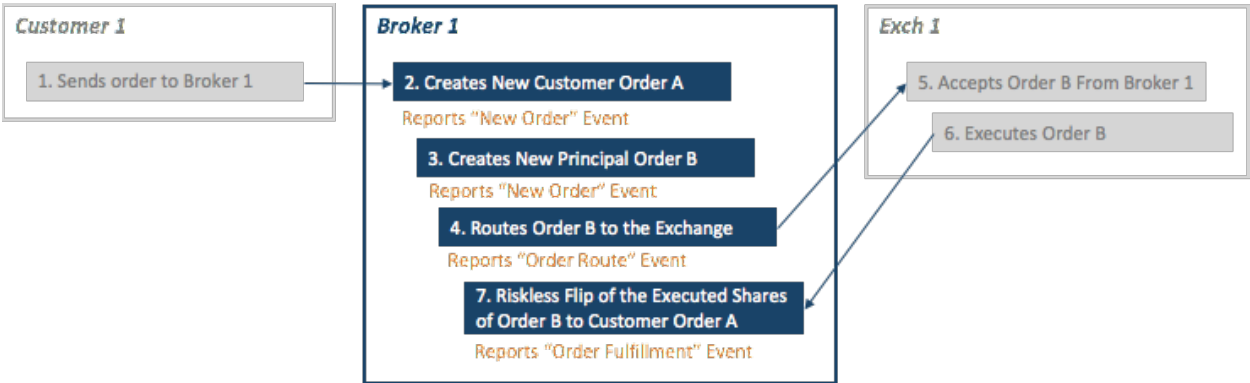 Customer 1
1. Sends order to Broker 1
Broker 1
2. Creates New Customer Order A
Reports "New Order" Event
3. Creates New Principal Order B
Reports "New Order" Event
4. Routes Order B to the Exchange
Reports "Order Route" Event
7. Riskless Flip of the Executed Shares
of Order B to Customer Order A
Reports "Order Fulfillment" Event
Exch 1
5. Accepts Order B From Broker 1
6. Executes Order B